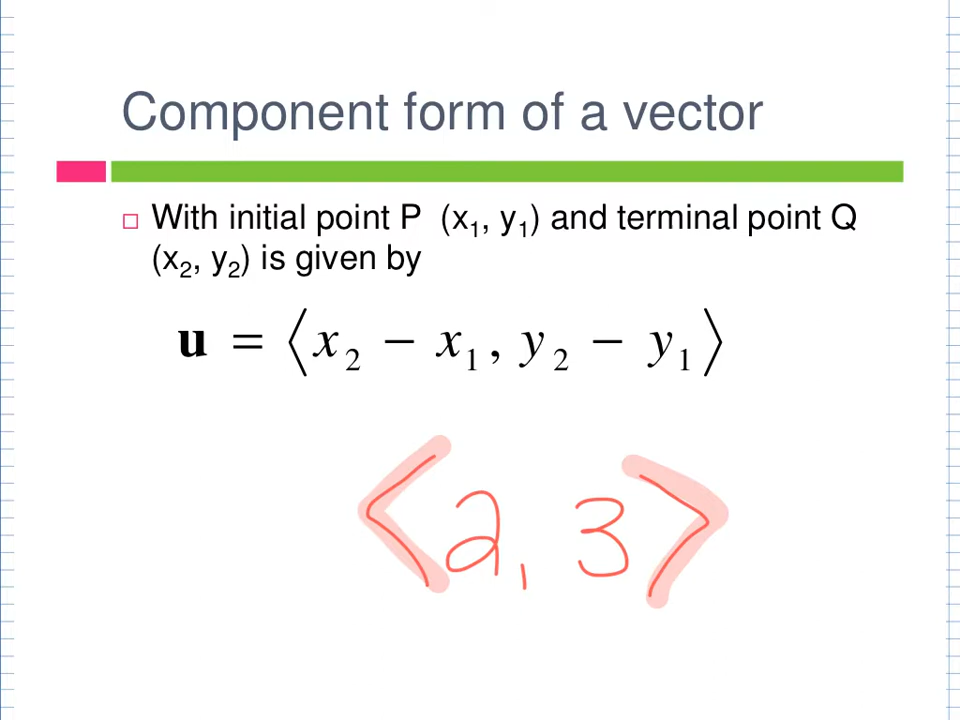 Component form of a vector
With initial point P (x₁, y₁) and terminal point Q
(x₂, y₂) is given by
u = ⟨x₂ − x₁, y₂ − y₁⟩
<2, 3>